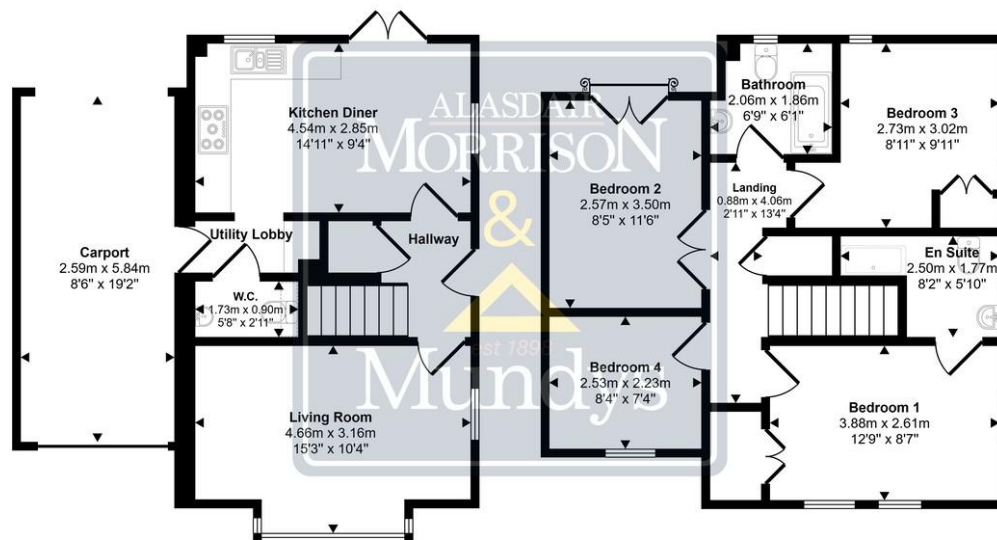 Kitchen Diner
4.54m x 2.85m
14'11" x 9'4"
Utility Lobby
Hallway
Carport
2.59m x 5.84m
8'6" x 19'2"
W.C.
1.73m x 0.90m
5'8" x 2'11"
Living Room
4.66m x 3.16m
15'3" x 10'4"
Bathroom
2.06m x 1.86m
6'9" x 6'1"
Bedroom 3
2.73m x 3.02m
8'11" x 9'11"
Bedroom 2
2.57m x 3.50m
8'5" x 11'6"
Landing
0.88m x 4.06m
2'11" x 13'4"
En Suite
2.50m x 1.77m
8'2" x 5'10"
Bedroom 4
2.53m x 2.23m
8'4" x 7'4"
Bedroom 1
3.88m x 2.61m
12'9" x 8'7"
ALASDAIR
MORRISON
&
est 1898
Mundys